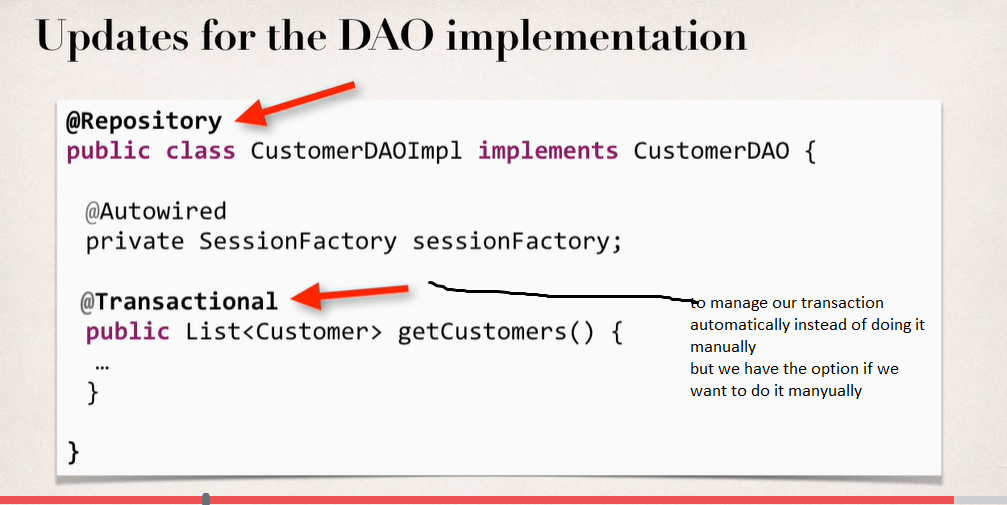 Updates for the DAO implementation
@Repository
public class CustomerDAOImpl implements CustomerDAO {
@Autowired
private SessionFactory sessionFactory;
@Transactional
public List<Customer> getCustomers() {
…
}
}
to manage our transaction
automatically instead of doing it
manually
but we have the option if we
want to do it manyually